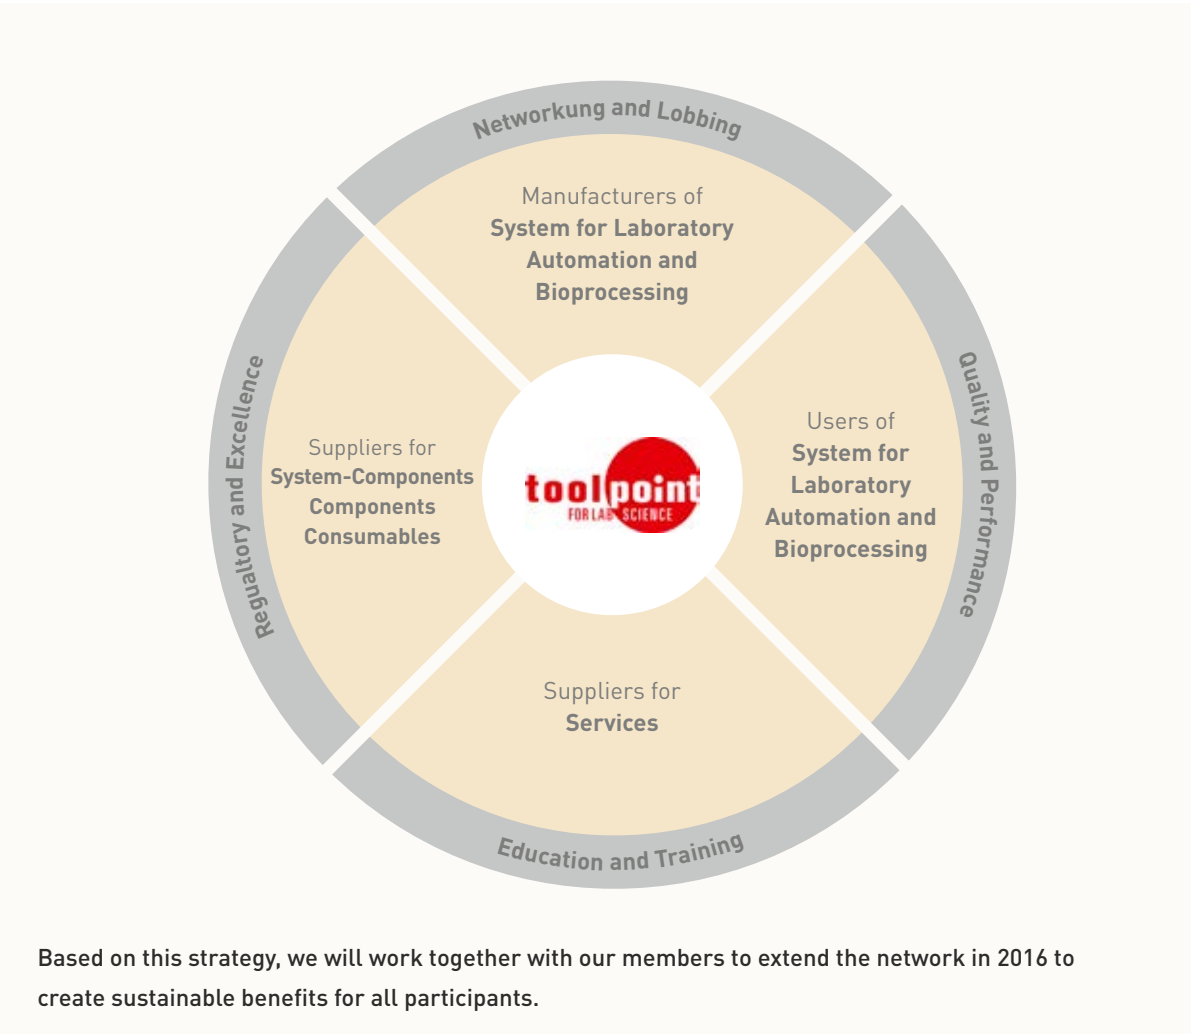 Networkung and Lobbing
Manufacturers of
System for Laboratory
Automation and
Bioprocessing
Regualtory and Excellence
Suppliers for
System-Components
Components
Consumables
toolpoint
FOR LAB SCIENCE
Users of
System for
Laboratory
Automation and
Bioprocessing
Quality and Performance
Suppliers for
Services
Education and Training
Based on this strategy, we will work together with our members to extend the network in 2016 to
create sustainable benefits for all participants.